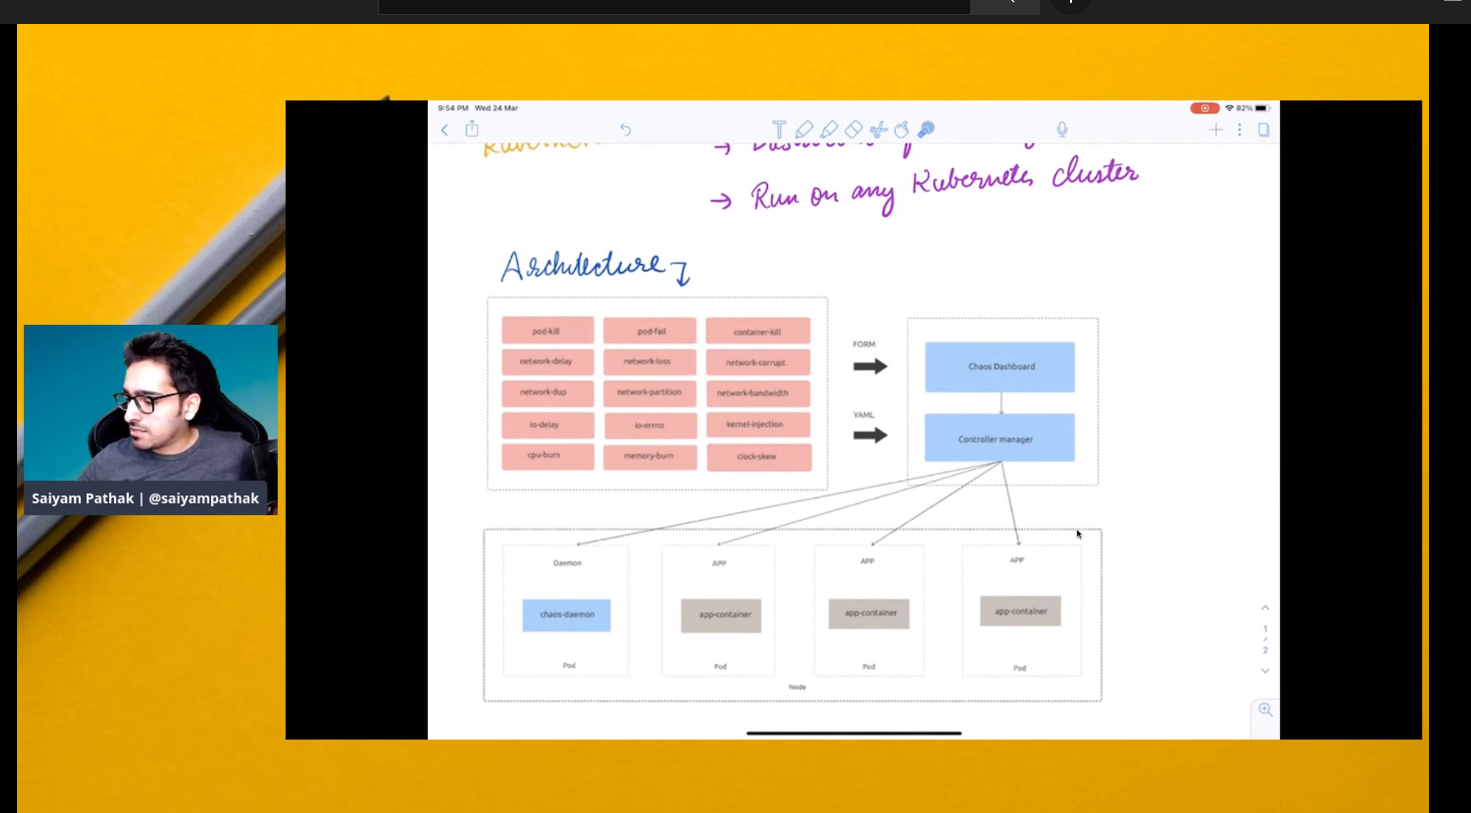 9:54 PM Wed 24 Mar
82%
→ Run on any Kubernetes cluster
Architecture
pod-kill pod-fail container-kill
network-delay network-loss network-corrupt
network-dup network-partition network-bandwidth
io-delay io-errno kernel-injection
cpu-burn memory-burn clock-skew
FORM
YAML
Chaos Dashboard
Controller manager
Daemon APP APP APP
chaos-daemon app-container app-container app-container
Pod Pod Pod Pod
Node
1
/
2
Saiyam Pathak | @saiyampathak